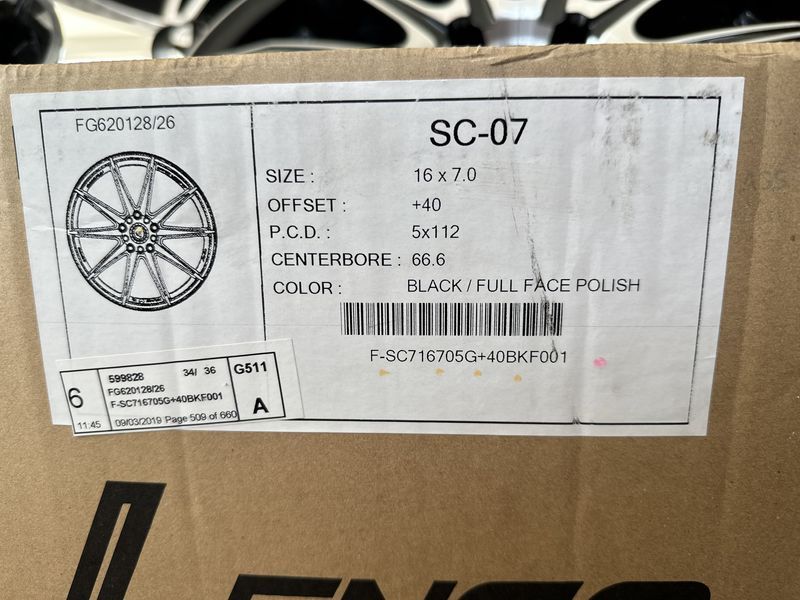 FG620128/26
SC-07
SIZE : 16 x 7.0
OFFSET : +40
P.C.D. : 5x112
CENTERBORE : 66.6
COLOR : BLACK / FULL FACE POLISH
F-SC716705G+40BKF001
6
11:45
599828 34/ 36
FG620128/26
F-SC716705G+40BKF001
09/03/2019 Page 509 of 660
G511
A